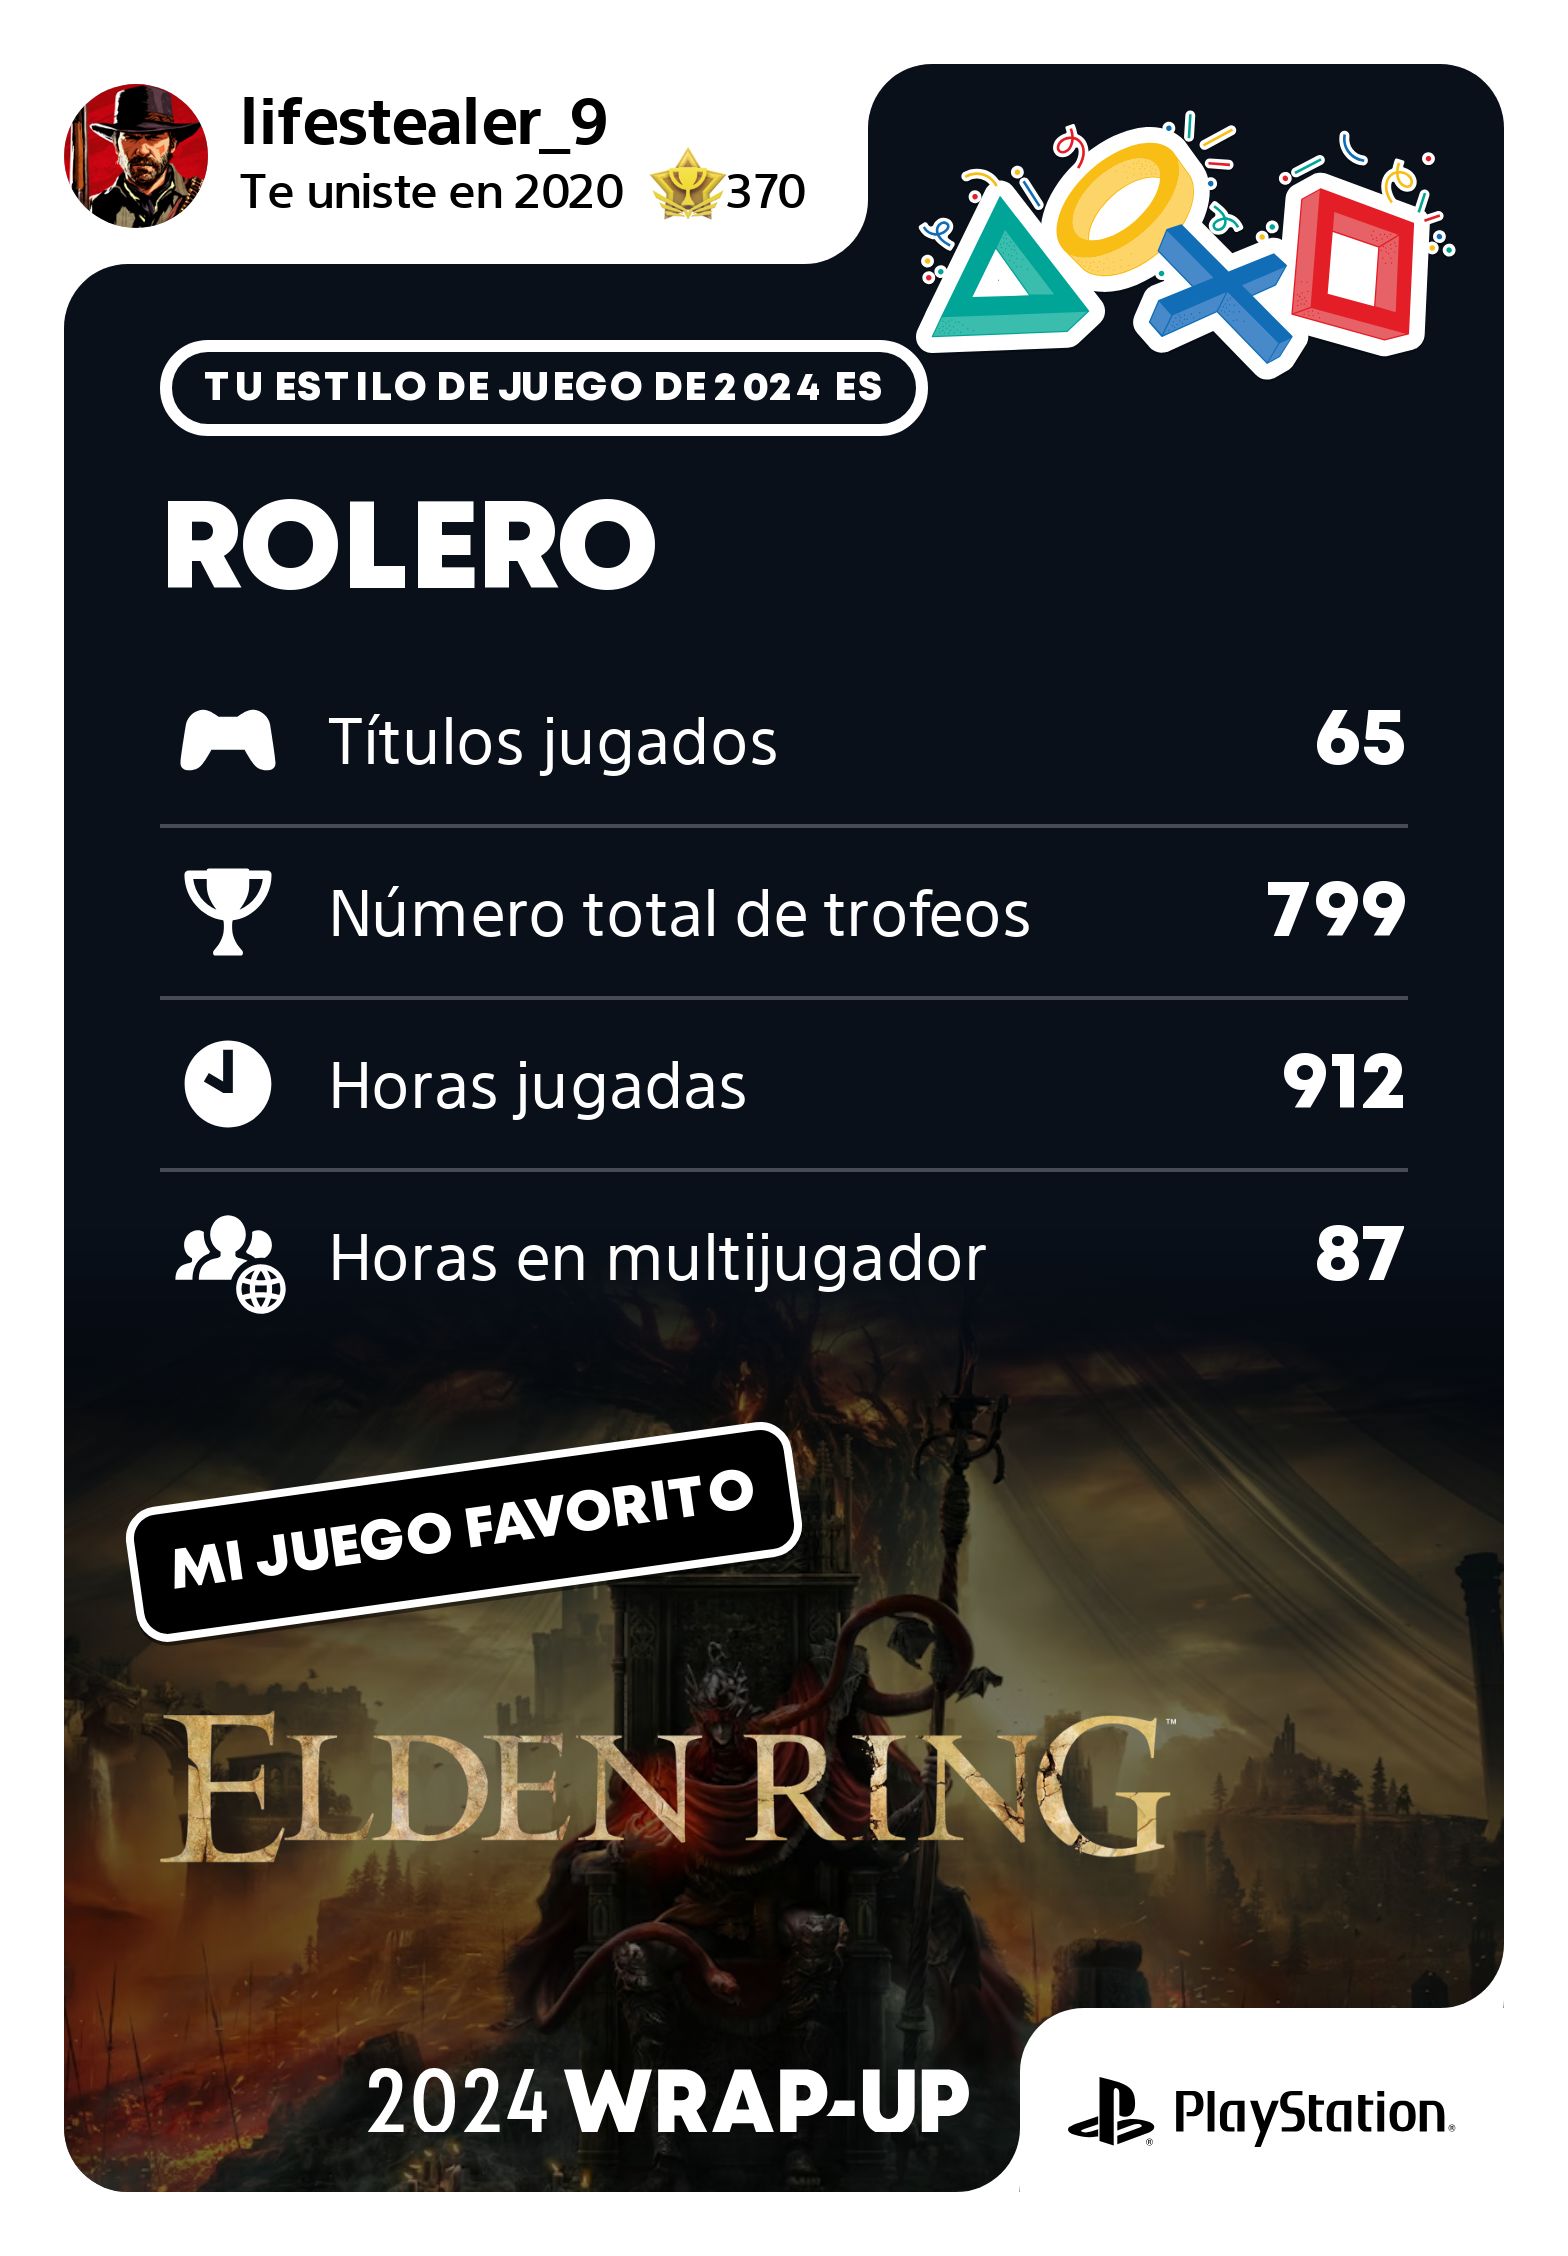 lifestealer_9
Te uniste en 2020 370
TU ESTILO DE JUEGO DE 2024 ES
ROLERO
Títulos jugados 65
Número total de trofeos 799
Horas jugadas 912
Horas en multijugador 87
MI JUEGO FAVORITO
ELDEN RING™
2024 WRAP-UP
PlayStation®